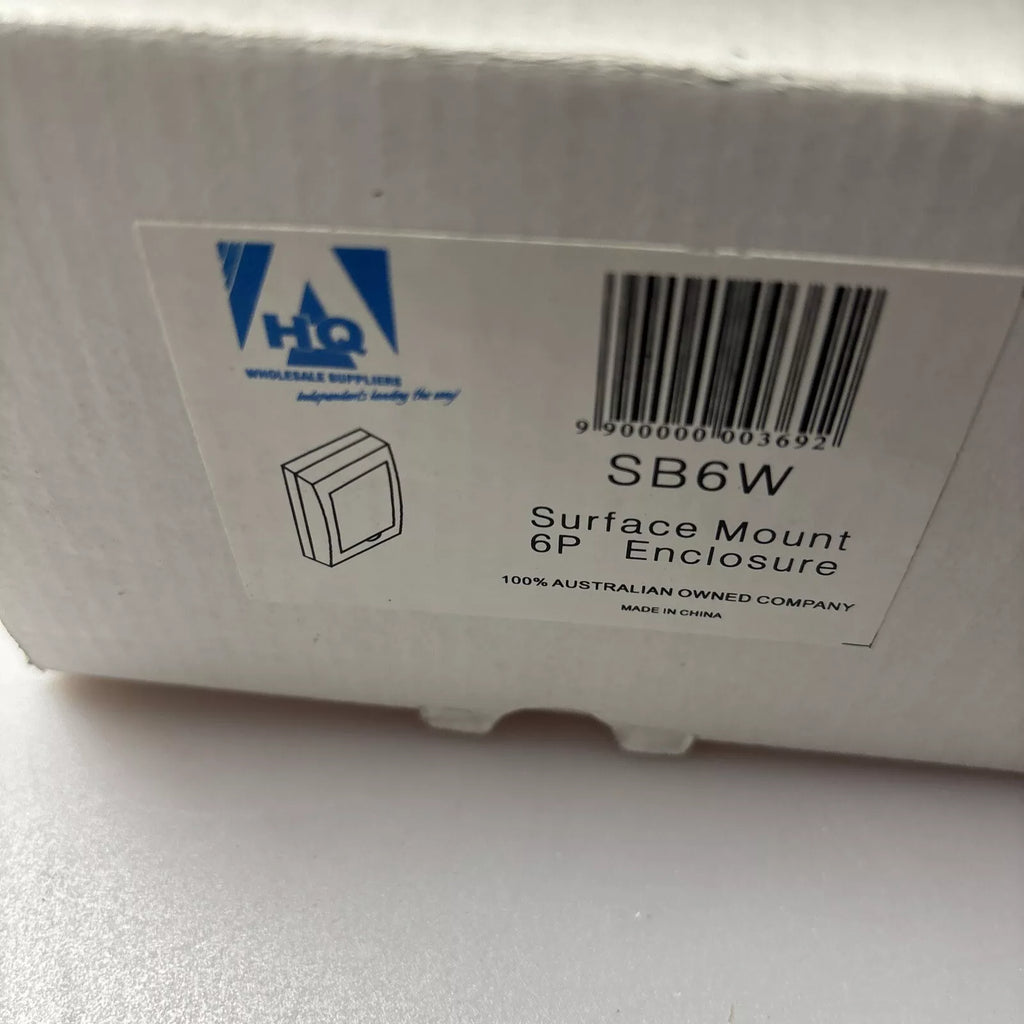 HQ
WHOLESALE SUPPLIERS
Independents leading the way!
9 900000 003692
SB6W
Surface Mount
6P Enclosure
100% AUSTRALIAN OWNED COMPANY
MADE IN CHINA